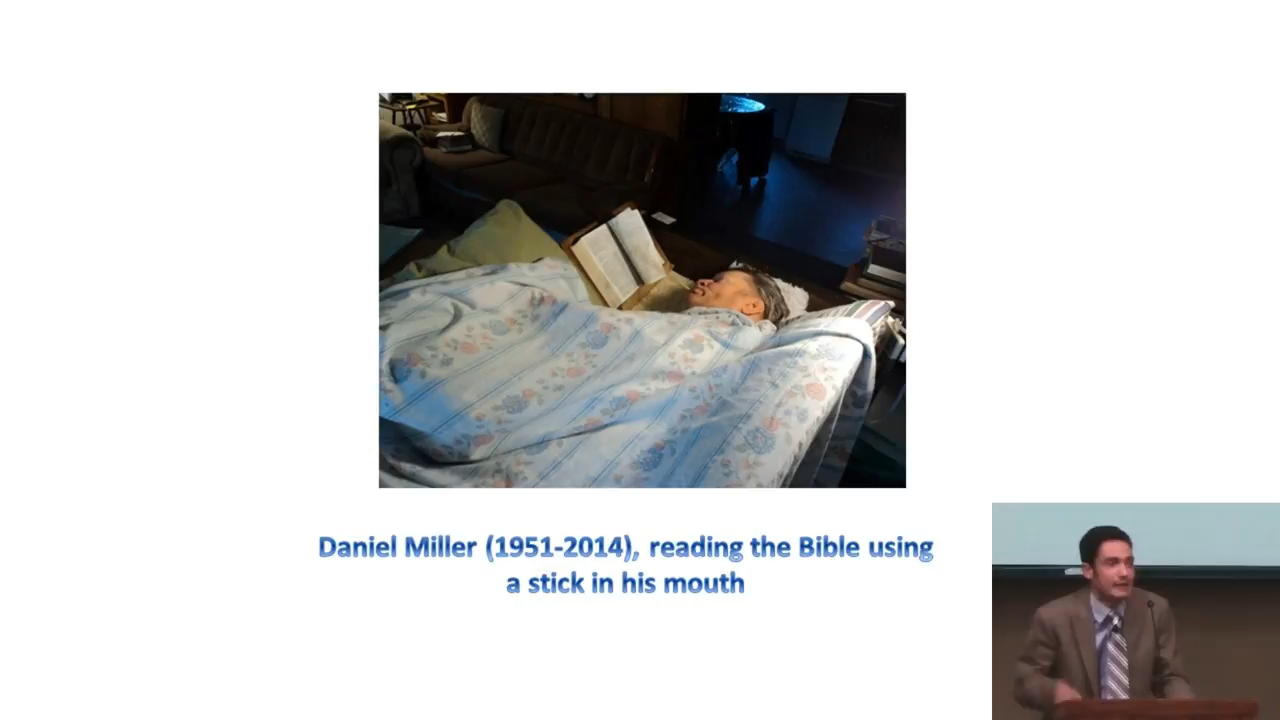 Daniel Miller (1951-2014), reading the Bible using
a stick in his mouth